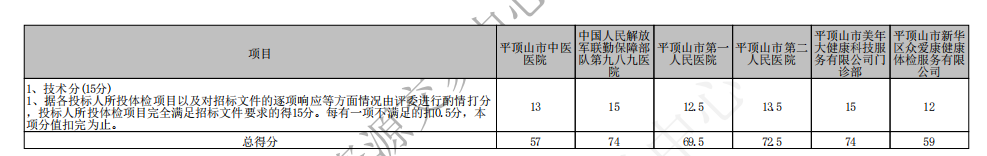 项目
平顶山市中医
医院
中国人民解放
军联勤保障部
队第九八九医
院
平顶山市第一
人民医院
平顶山市第二
人民医院
平顶山市美年
大健康科技服
务有限公司门
诊部
平顶山市新华
区众爱康健康
体检服务有限
公司
1、技术分(15分)
1、据各投标人所投体检项目以及对招标文件的逐项响应等方面情况由评委进行酌情打分
，投标人所投体检项目完全满足招标文件要求的得15分。每有一项不满足的扣0.5分，本
项分值扣完为止。
13
15
12.5
13.5
15
12
总得分
57
74
69.5
72.5
74
59